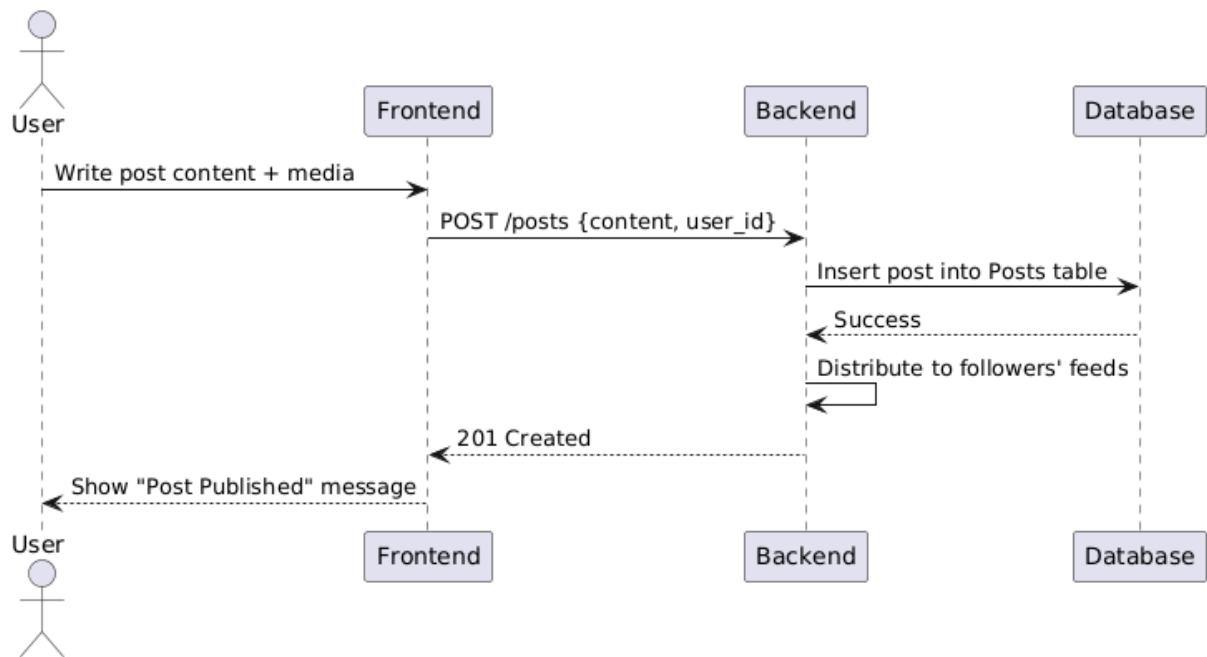 User
Frontend
Backend
Database
Write post content + media
POST /posts {content, user_id}
Insert post into Posts table
Success
Distribute to followers' feeds
201 Created
Show "Post Published" message
User
Frontend
Backend
Database